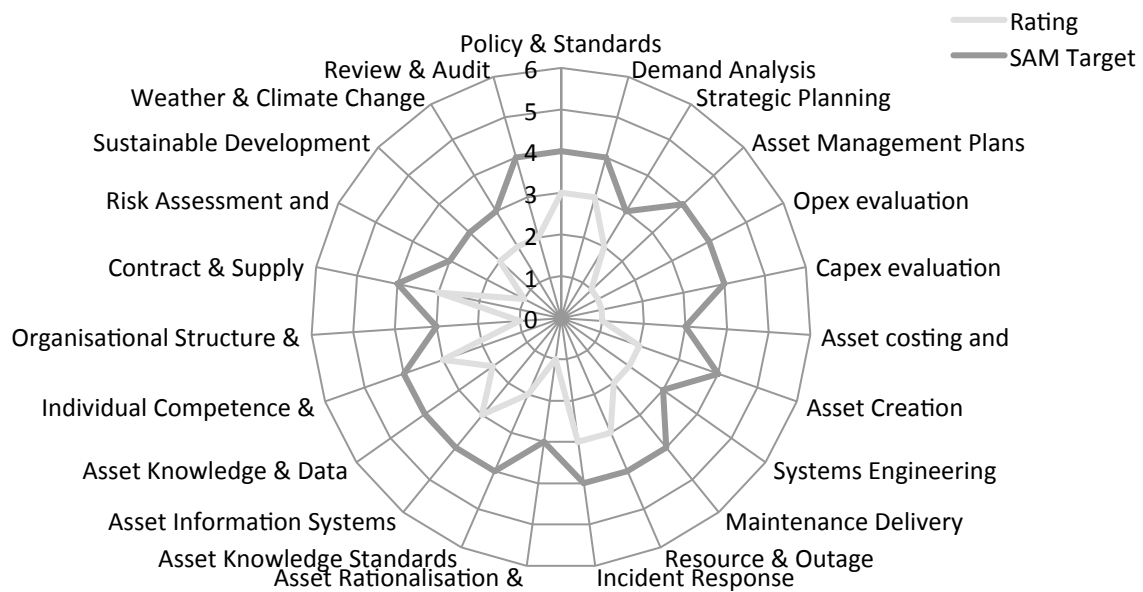 Rating
SAM Target
Policy & Standards
Demand Analysis
Strategic Planning
Asset Management Plans
Opex evaluation
Capex evaluation
Asset costing and
Asset Creation
Systems Engineering
Maintenance Delivery
Resource & Outage
Incident Response
Asset Rationalisation &
Asset Knowledge Standards
Asset Information Systems
Asset Knowledge & Data
Individual Competence &
Organisational Structure &
Contract & Supply
Risk Assessment and
Sustainable Development
Weather & Climate Change
Review & Audit
6
5
4
3
2
1
0